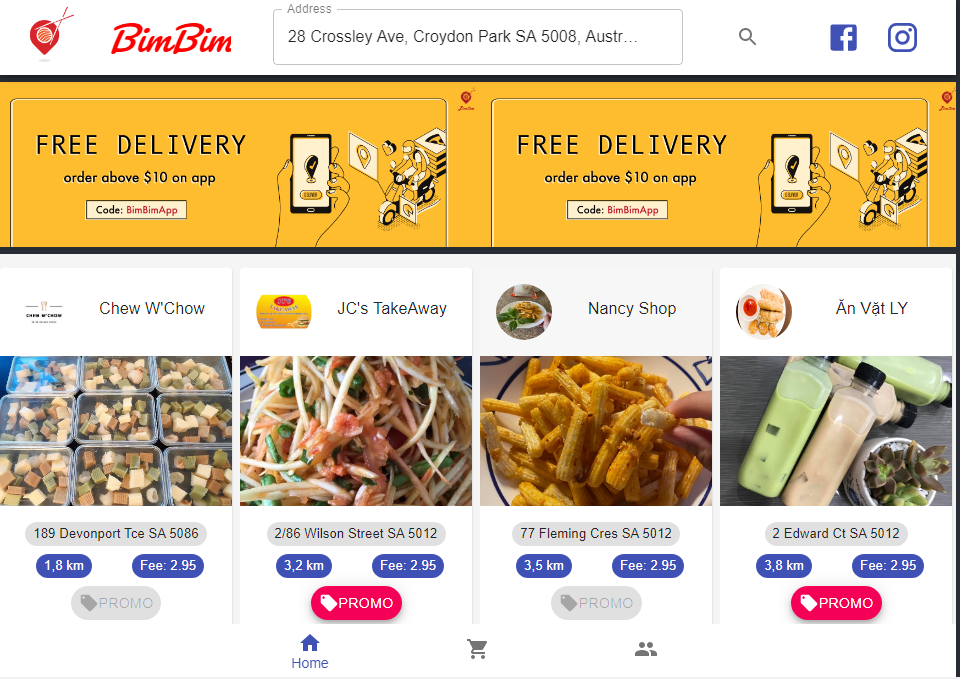 Address
BimBim
28 Crossley Ave, Croydon Park SA 5008, Austr…
FREE DELIVERY
order above $10 on app
Code: BimBimApp
FREE DELIVERY
order above $10 on app
Code: BimBimApp
Chew W'Chow
JC's TakeAway
Nancy Shop
Ăn Vặt LY
CHEW W'CHOW
189 Devonport Tce SA 5086
2/86 Wilson Street SA 5012
77 Fleming Cres SA 5012
2 Edward Ct SA 5012
1,8 km
Fee: 2.95
3,2 km
Fee: 2.95
3,5 km
Fee: 2.95
3,8 km
Fee: 2.95
PROMO
PROMO
PROMO
PROMO
Home